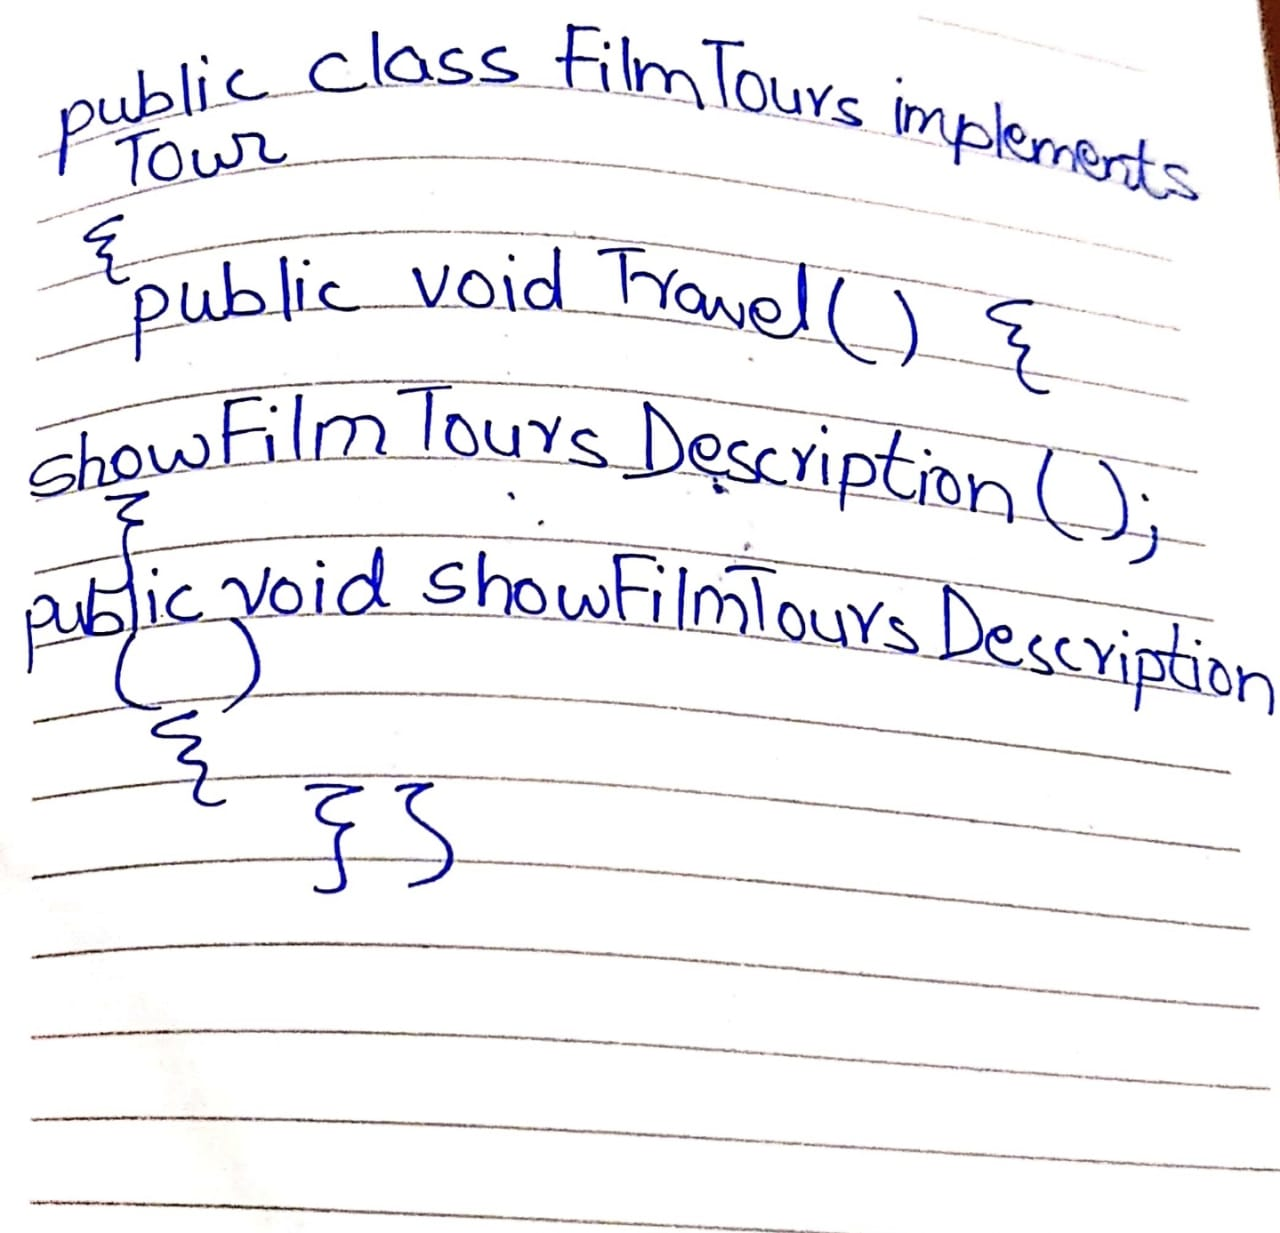 public class FilmTours implements
Tour
{
public void Travel() {
showFilmToursDescription();
}
public void showFilmToursDescription
()
{
}}